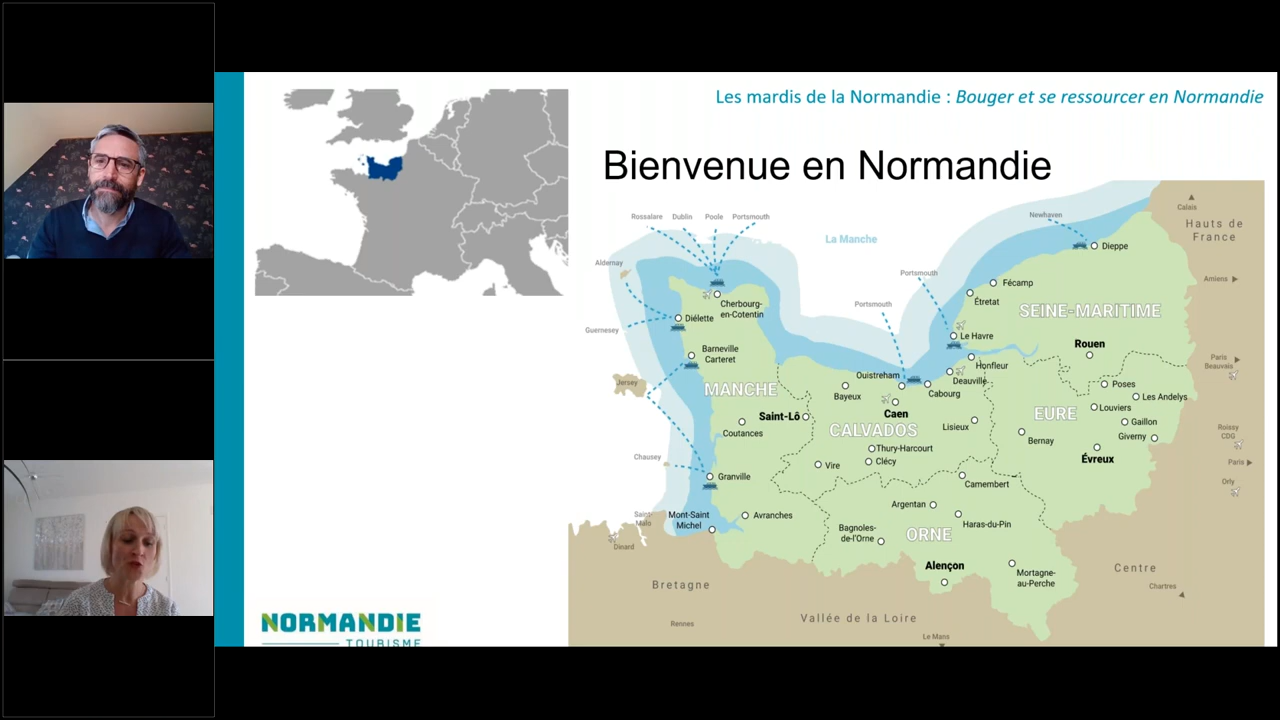 Les mardis de la Normandie : Bouger et se ressourcer en Normandie
Bienvenue en Normandie
Calais
Hauts de
France
Rossalare
Dublin
Poole
Portsmouth
Newhaven
La Manche
Dieppe
Aldernay
Portsmouth
Amiens
Fécamp
Étretat
Cherbourg-
en-Cotentin
Portsmouth
SEINE-MARITIME
Diélette
Guernesey
Le Havre
Rouen
Barneville
Carteret
Paris
Beauvais
Honfleur
Ouistreham
Deauville
Jersey
MANCHE
Bayeux
Cabourg
Poses
Les Andelys
Saint-Lô
Caen
EURE
Louviers
Coutances
CALVADOS
Lisieux
Gaillon
Bernay
Giverny
Roissy
CDG
Thury-Harcourt
Chausey
Vire
Clécy
Évreux
Paris
Granville
Camembert
Orly
Argentan
Saint-
Malo
Mont-Saint
Michel
Avranches
Haras-du-Pin
Bagnoles-
de-l'Orne
ORNE
Dinard
Alençon
Centre
Mortagne-
au-Perche
Bretagne
Chartres
Vallée de la Loire
Rennes
Le Mans
NORMANDIE
TOURISME